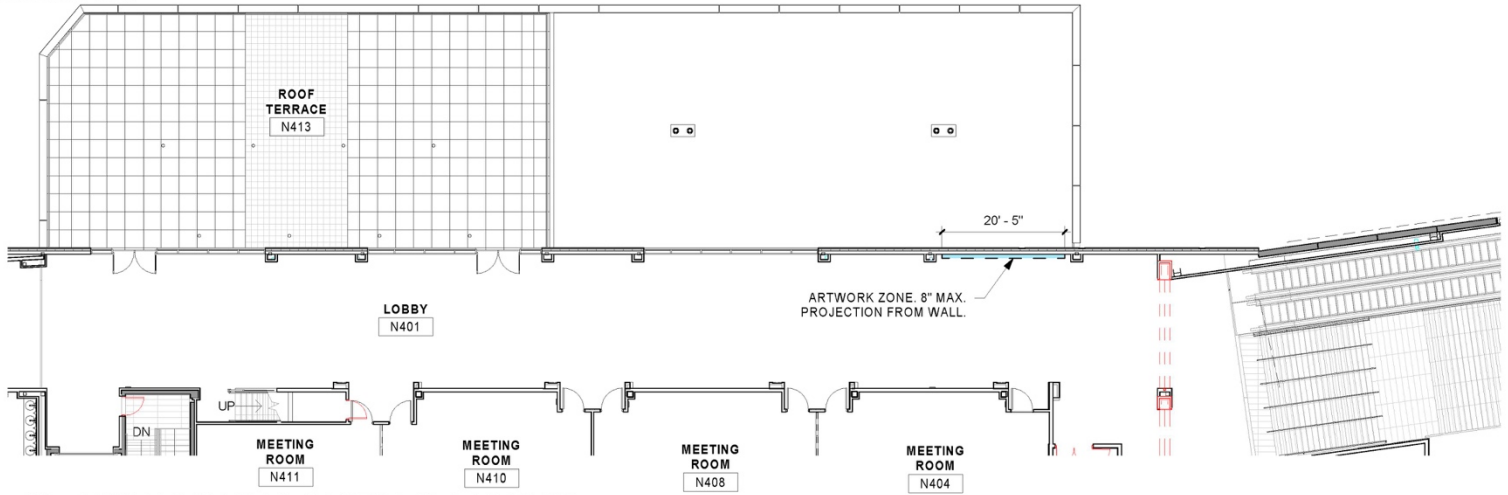 ROOF
TERRACE
N413
20' - 5"
ARTWORK ZONE. 8" MAX.
PROJECTION FROM WALL.
LOBBY
N401
UP
DN
MEETING
ROOM
N411
MEETING
ROOM
N410
MEETING
ROOM
N408
MEETING
ROOM
N404